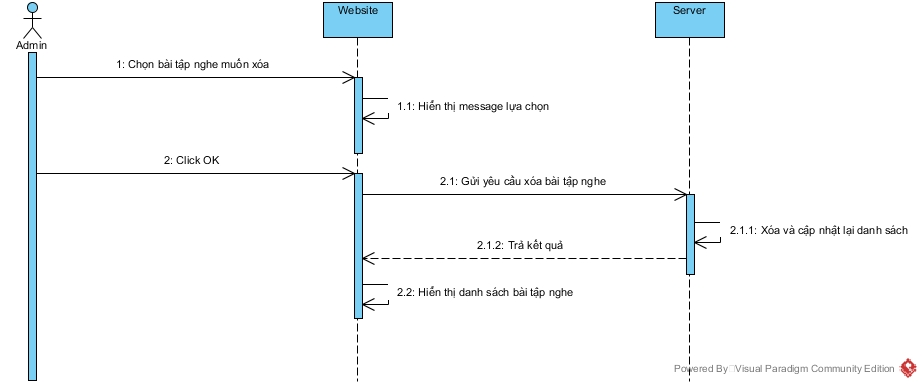 Website
Server
Admin
1: Chọn bài tập nghe muốn xóa
1.1: Hiển thị message lựa chọn
2: Click OK
2.1: Gửi yêu cầu xóa bài tập nghe
2.1.1: Xóa và cập nhật lại danh sách
2.1.2: Trả kết quả
2.2: Hiển thị danh sách bài tập nghe
Powered By Visual Paradigm Community Edition